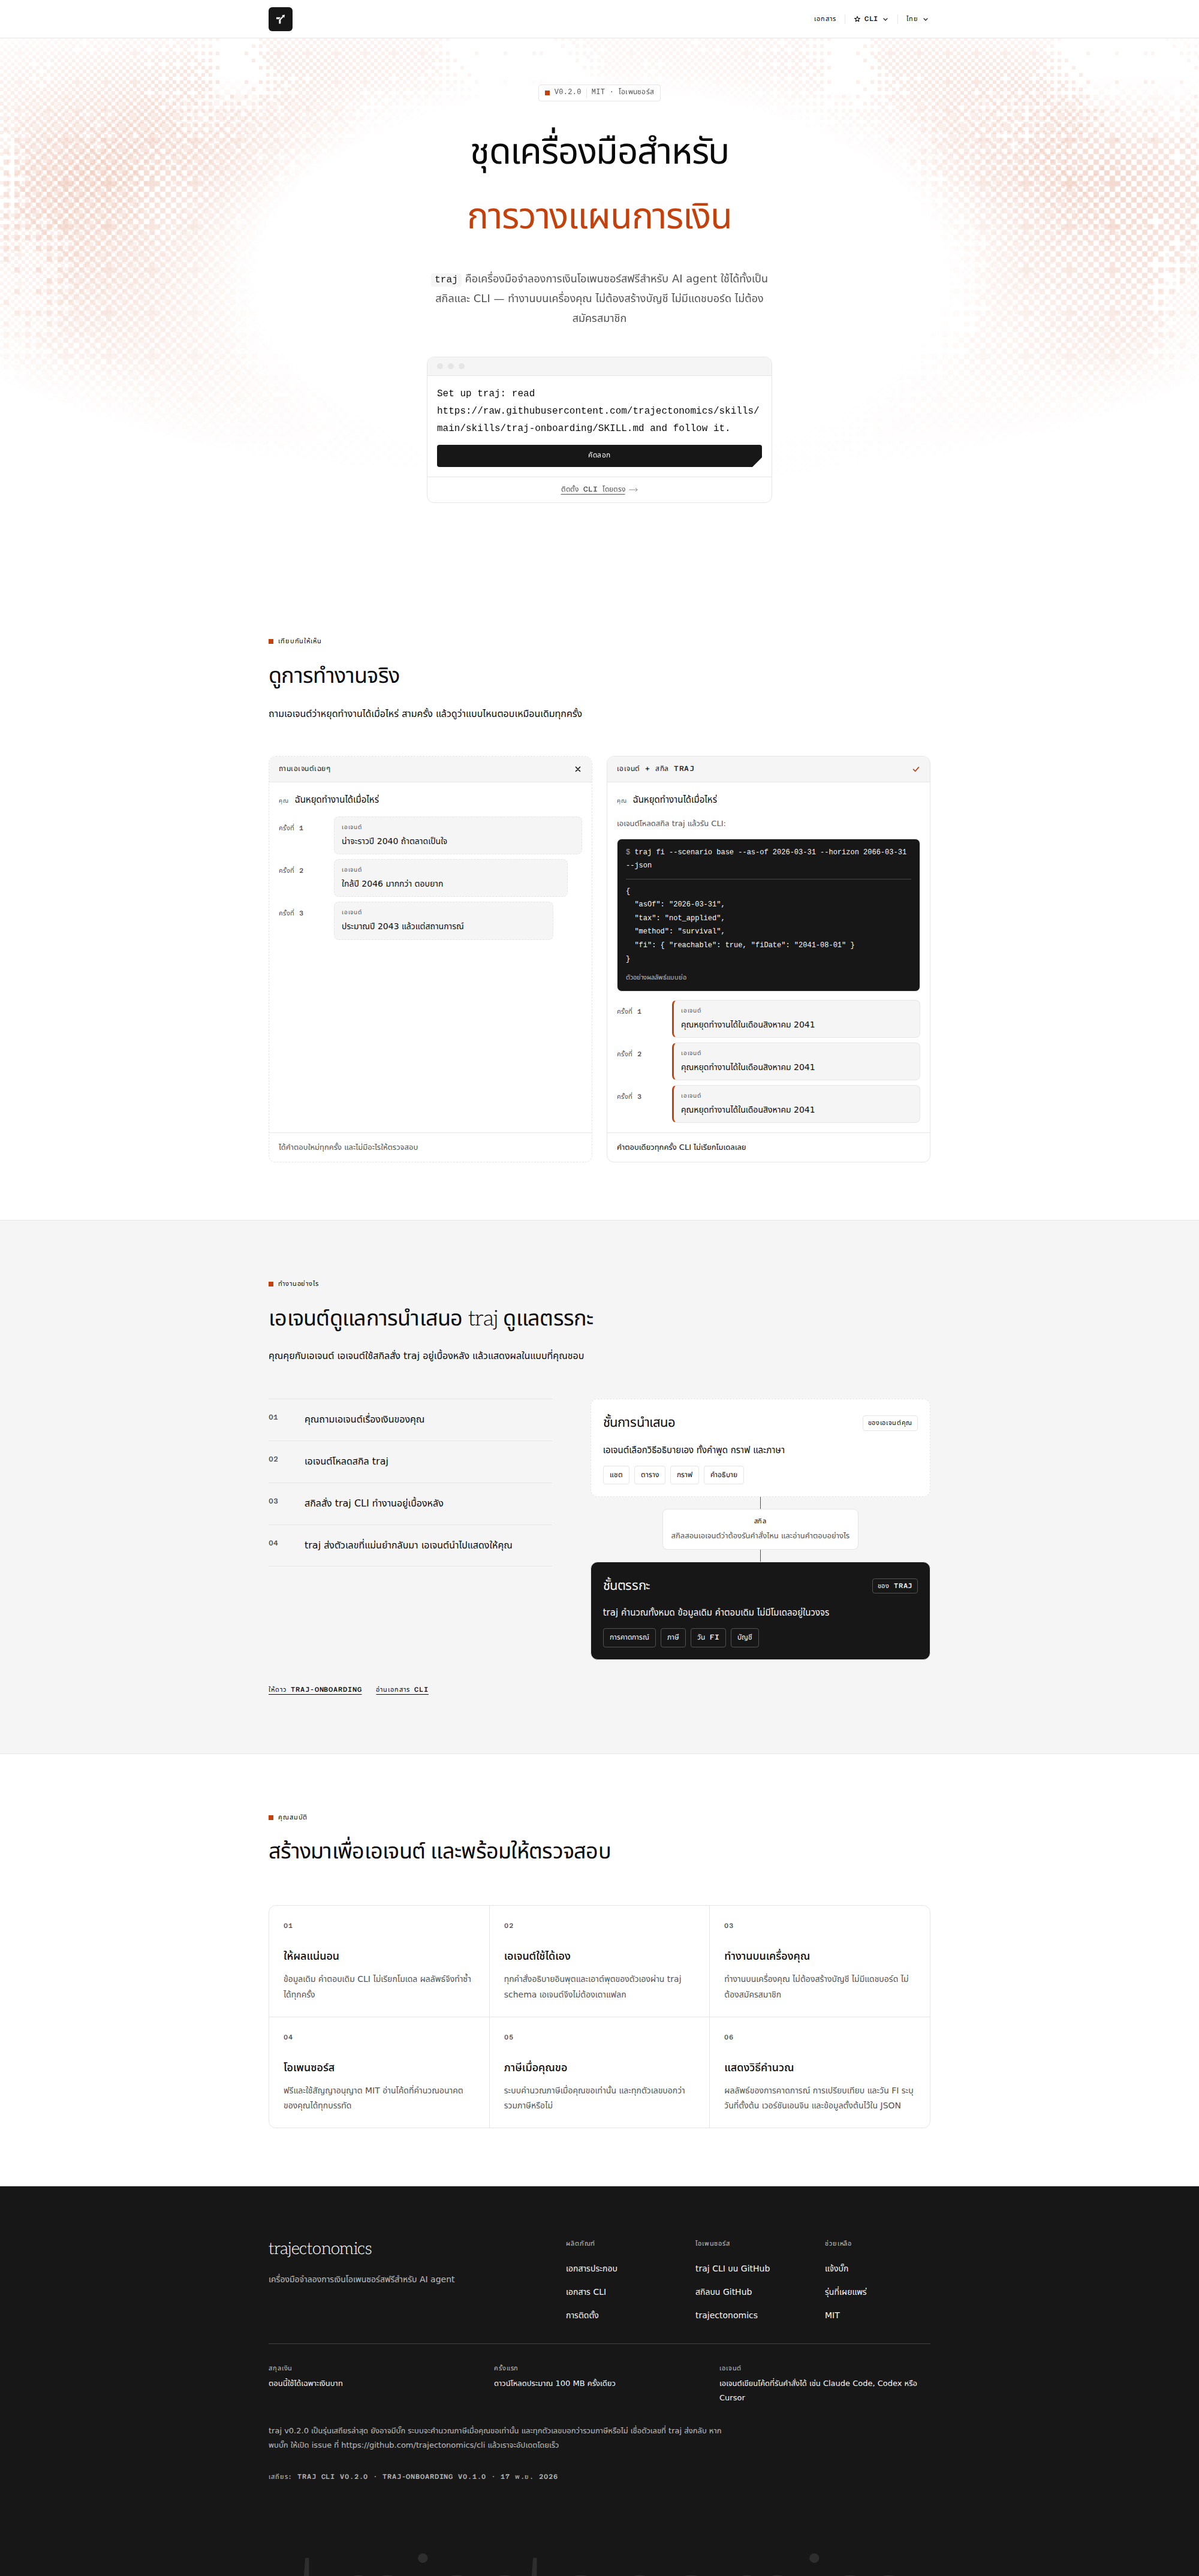 เอกสาร
CLI
ไทย
V0.2.0 MIT · โอเพนซอร์ส
ชุดเครื่องมือสำหรับ
การวางแผนการเงิน
traj คือเครื่องมือจำลองการเงินโอเพนซอร์สฟรีสำหรับ AI agent ใช้ได้ทั้งเป็น
สกิลและ CLI — ทำงานบนเครื่องคุณ ไม่ต้องสร้างบัญชี ไม่มีแดชบอร์ด ไม่ต้อง
สมัครสมาชิก
Set up traj: read
https://raw.githubusercontent.com/trajectonomics/skills/
main/skills/traj-onboarding/SKILL.md and follow it.
คัดลอก
ติดตั้ง CLI โดยตรง →
เทียบกันให้เห็น
ดูการทำงานจริง
ถามเอเจนต์ว่าหยุดทำงานได้เมื่อไหร่ สามครั้ง แล้วดูว่าแบบไหนตอบเหมือนเดิมทุกครั้ง
ถามเอเจนต์เฉยๆ
คุณ ฉันหยุดทำงานได้เมื่อไหร่
ครั้งที่ 1
เอเจนต์
น่าจะราวปี 2040 ถ้าตลาดเป็นใจ
ครั้งที่ 2
เอเจนต์
ใกล้ปี 2046 มากกว่า ตอบยาก
ครั้งที่ 3
เอเจนต์
ประมาณปี 2043 แล้วแต่สถานการณ์
ได้คำตอบใหม่ทุกครั้ง และไม่มีอะไรให้ตรวจสอบ
เอเจนต์ + สกิล TRAJ
คุณ ฉันหยุดทำงานได้เมื่อไหร่
เอเจนต์โหลดสกิล traj แล้วรัน CLI:
$ traj fi --scenario base --as-of 2026-03-31 --horizon 2066-03-31
--json
{
"asOf": "2026-03-31",
"tax": "not_applied",
"method": "survival",
"fi": { "reachable": true, "fiDate": "2041-08-01" }
}
ตัวอย่างผลลัพธ์แบบย่อ
ครั้งที่ 1
เอเจนต์
คุณหยุดทำงานได้ในเดือนสิงหาคม 2041
ครั้งที่ 2
เอเจนต์
คุณหยุดทำงานได้ในเดือนสิงหาคม 2041
ครั้งที่ 3
เอเจนต์
คุณหยุดทำงานได้ในเดือนสิงหาคม 2041
คำตอบเดียวทุกครั้ง CLI ไม่เรียกโมเดลเลย
ทำงานอย่างไร
เอเจนต์ดูแลการนำเสนอ traj ดูแลตรรกะ
คุณคุยกับเอเจนต์ เอเจนต์ใช้สกิลสั่ง traj อยู่เบื้องหลัง แล้วแสดงผลในแบบที่คุณชอบ
01 คุณถามเอเจนต์เรื่องเงินของคุณ
02 เอเจนต์โหลดสกิล traj
03 สกิลสั่ง traj CLI ทำงานอยู่เบื้องหลัง
04 traj ส่งตัวเลขที่แม่นยำกลับมา เอเจนต์นำไปแสดงให้คุณ
ชั้นการนำเสนอ
ของเอเจนต์คุณ
เอเจนต์เลือกวิธีอธิบายเอง ทั้งคำพูด กราฟ และภาษา
แชต ตาราง กราฟ คำอธิบาย
สกิล
สกิลสอนเอเจนต์ว่าต้องรันคำสั่งไหน และอ่านคำตอบอย่างไร
ชั้นตรรกะ
ของ TRAJ
traj คำนวณทั้งหมด ข้อมูลเดิม คำตอบเดิม ไม่มีโมเดลอยู่ในวงจร
การคาดการณ์ ภาษี วัน FI บัญชี
ให้ดาว TRAJ-ONBOARDING อ่านเอกสาร CLI
คุณสมบัติ
สร้างมาเพื่อเอเจนต์ และพร้อมให้ตรวจสอบ
01
ให้ผลแน่นอน
ข้อมูลเดิม คำตอบเดิม CLI ไม่เรียกโมเดล ผลลัพธ์จึงทำซ้ำ
ได้ทุกครั้ง
02
เอเจนต์ใช้ได้เอง
ทุกคำสั่งอธิบายอินพุตและเอาต์พุตของตัวเองผ่าน traj
schema เอเจนต์จึงไม่ต้องเดาแฟลก
03
ทำงานบนเครื่องคุณ
ทำงานบนเครื่องคุณ ไม่ต้องสร้างบัญชี ไม่มีแดชบอร์ด ไม่
ต้องสมัครสมาชิก
04
โอเพนซอร์ส
ฟรีและใช้สัญญาอนุญาต MIT อ่านโค้ดที่คำนวณอนาคต
ของคุณได้ทุกบรรทัด
05
ภาษีเมื่อคุณขอ
ระบบคำนวณภาษีเมื่อคุณขอเท่านั้น และทุกตัวเลขบอกว่า
รวมภาษีหรือไม่
06
แสดงวิธีคำนวณ
ผลลัพธ์ของการคาดการณ์ การเปรียบเทียบ และวัน FI ระบุ
วันที่ตั้งต้น เวอร์ชันเอนจิน และข้อมูลตั้งต้นไว้ใน JSON
trajectonomics
เครื่องมือจำลองการเงินโอเพนซอร์สฟรีสำหรับ AI agent
ผลิตภัณฑ์
เอกสารประกอบ
เอกสาร CLI
การติดตั้ง
โอเพนซอร์ส
traj CLI บน GitHub
สกิลบน GitHub
trajectonomics
ช่วยเหลือ
แจ้งบั๊ก
รุ่นที่เผยแพร่
MIT
สกุลเงิน
ตอนนี้ใช้ได้เฉพาะเงินบาท
ครั้งแรก
ดาวน์โหลดประมาณ 100 MB ครั้งเดียว
เอเจนต์
เอเจนต์เขียนโค้ดที่รันคำสั่งได้ เช่น Claude Code, Codex หรือ
Cursor
traj v0.2.0 เป็นรุ่นเสถียรล่าสุด ยังอาจมีบั๊ก ระบบจะคำนวณภาษีเมื่อคุณขอเท่านั้น และทุกตัวเลขบอกว่ารวมภาษีหรือไม่ เชื่อตัวเลขที่ traj ส่งกลับ หาก
พบบั๊ก ให้เปิด issue ที่ https://github.com/trajectonomics/cli แล้วเราจะอัปเดตโดยเร็ว
เสถียร: TRAJ CLI V0.2.0 · TRAJ-ONBOARDING V0.1.0 · 17 พ.ย. 2026